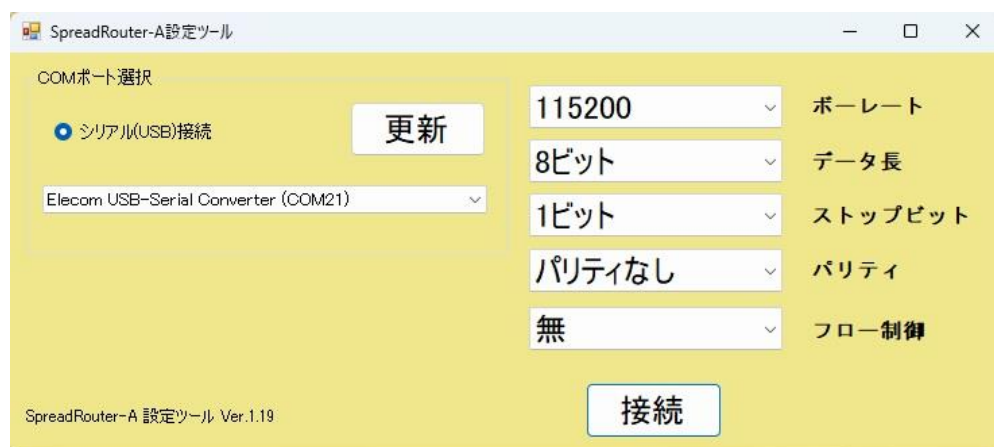 SpreadRouter-A設定ツール
COMポート選択
シリアル(USB)接続
更新
Elecom USB-Serial Converter (COM21)
115200 ボーレート
8ビット データ長
1ビット ストップビット
パリティなし パリティ
無 フロー制御
接続
SpreadRouter-A 設定ツール Ver.1.19